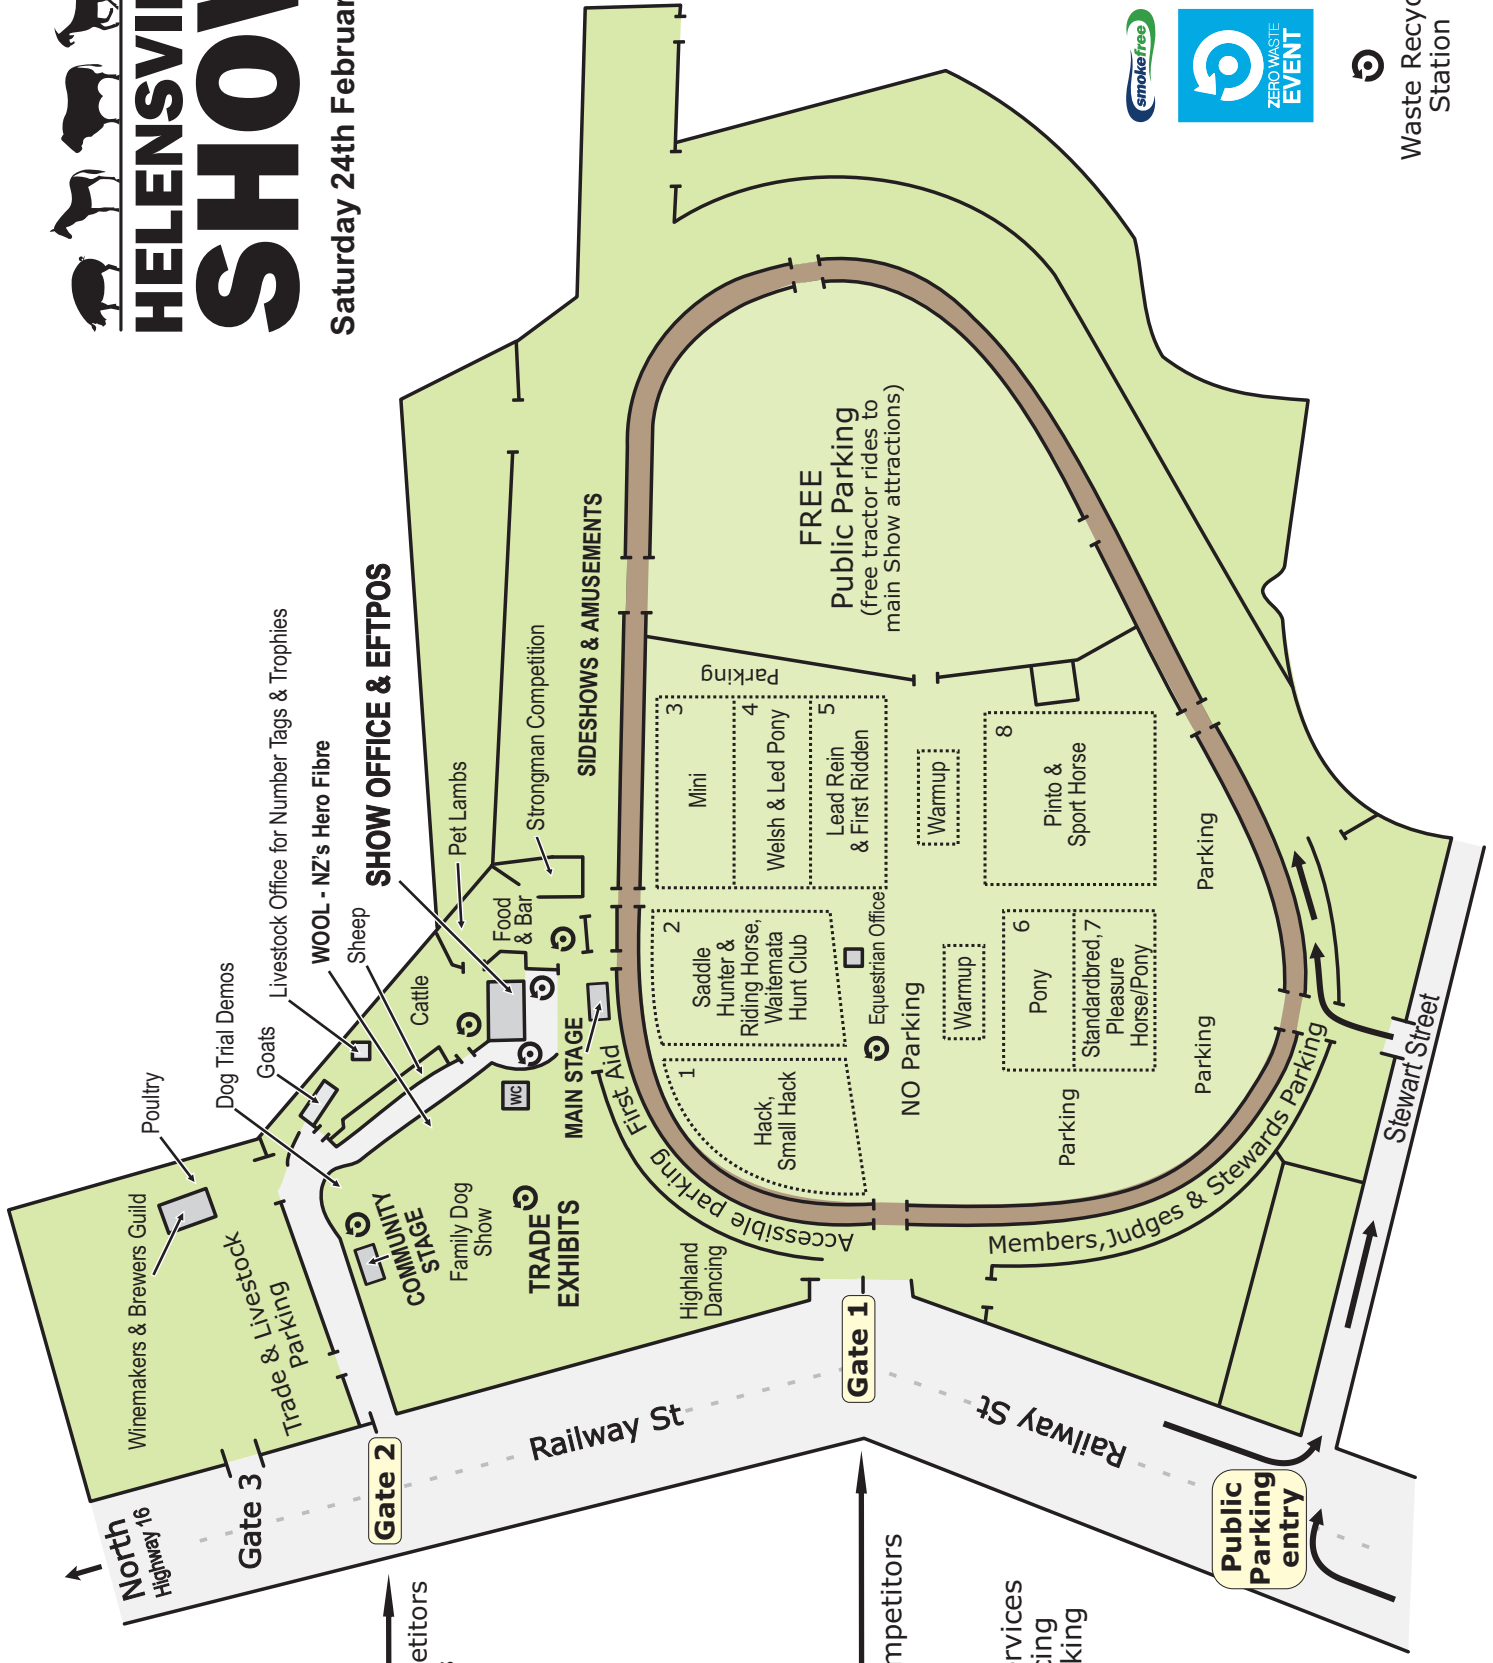 HELENSVIL
SHOW
Saturday 24th Februar
smokefree
ZERO WASTE
EVENT
Waste Recyc
Station
Poultry
Winemakers & Brewers Guild
Dog Trial Demos
Goats
Livestock Office for Number Tags & Trophies
WOOL - NZ's Hero Fibre
Sheep
SHOW OFFICE & EFTPOS
Cattle
Pet Lambs
Food
& Bar
Strongman Competition
SIDESHOWS & AMUSEMENTS
Trade & Livestock
Parking
COMMUNITY
STAGE
Family Dog
Show
TRADE
EXHIBITS
WC
MAIN STAGE
First Aid
Accessible parking
Highland
Dancing
1
Hack,
Small Hack
2
Saddle
Hunter &
Riding Horse,
Waitemata
Hunt Club
3
Mini
4
Welsh & Led Pony
5
Lead Rein
& First Ridden
Parking
FREE
Public Parking
(free tractor rides to
main Show attractions)
Equestrian Office
NO Parking
Warmup
Warmup
6
Pony
Standardbred, 7
Pleasure
Horse/Pony
8
Pinto &
Sport Horse
Parking
Parking
Parking
Members, Judges & Stewards Parking
Stewart Street
North
Highway 16
Gate 3
Gate 2
Railway St
Gate 1
Railway St
Public
Parking
entry
etitors
mpetitors
rvices
cing
king